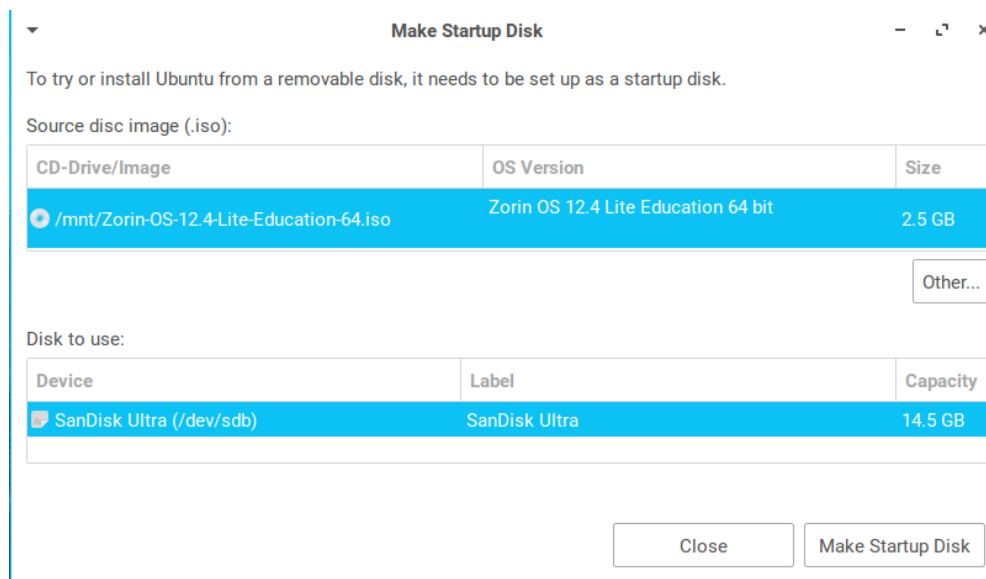 Make Startup Disk
To try or install Ubuntu from a removable disk, it needs to be set up as a startup disk.
Source disc image (.iso):
CD-Drive/Image OS Version Size
/mnt/Zorin-OS-12.4-Lite-Education-64.iso Zorin OS 12.4 Lite Education 64 bit 2.5 GB
Other...
Disk to use:
Device Label Capacity
SanDisk Ultra (/dev/sdb) SanDisk Ultra 14.5 GB
Close Make Startup Disk